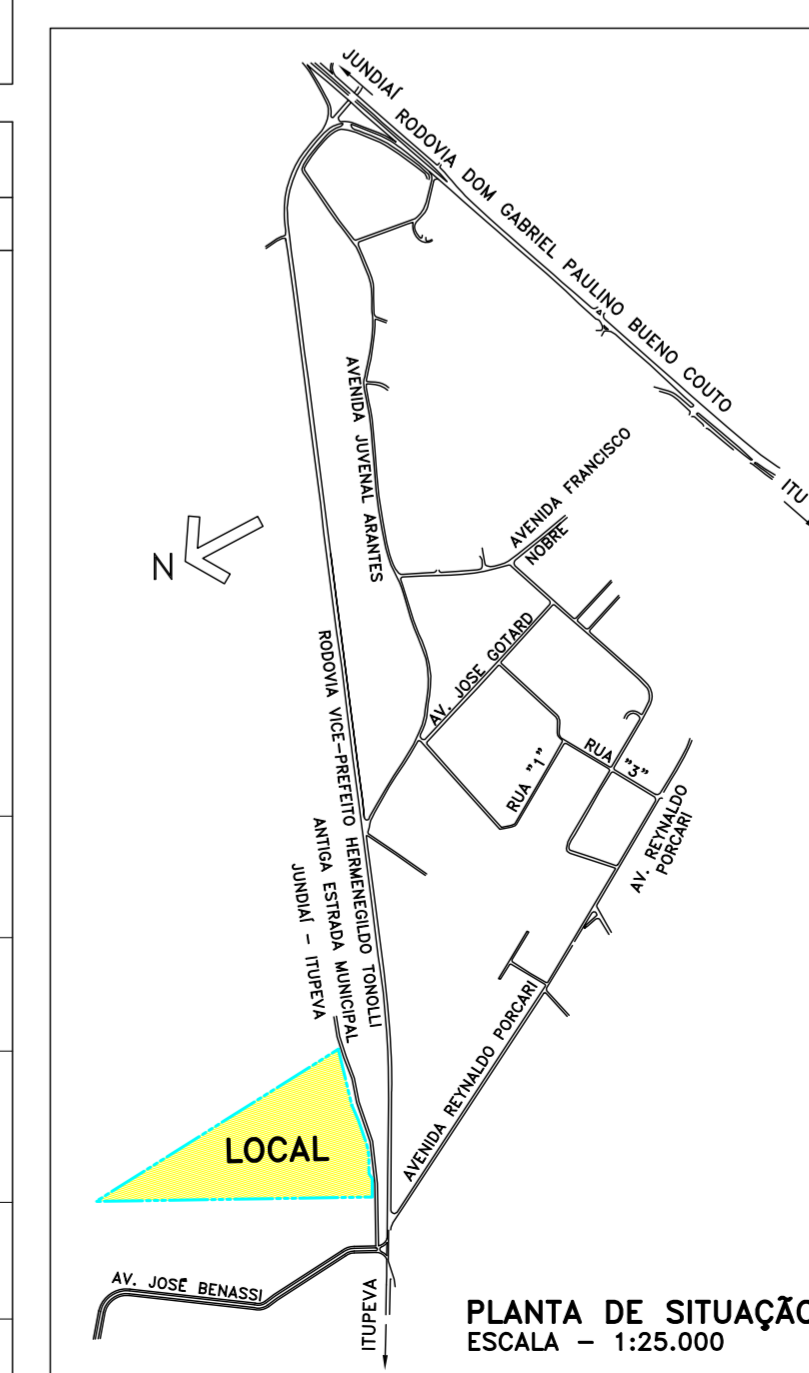 JUNDIAÍ
RODOVIA DOM GABRIEL PAULINO BUENO COUTO
ITU
AVENIDA JUVENAL ARANTES
AVENIDA FRANCISCO
NOBRE
N
AV. JOSE GOTARD
RODOVIA VICE-PREFEITO HERMENEGILDO TONOLLI
ANTIGA ESTRADA MUNICIPAL
JUNDIAÍ - ITUPEVA
RUA "1"
RUA "3"
AV. REYNALDO
PORCARI
AVENIDA REYNALDO PORCARI
LOCAL
AV. JOSÉ BENASSI
ITUPEVA
PLANTA DE SITUAÇÃO
ESCALA - 1:25.000